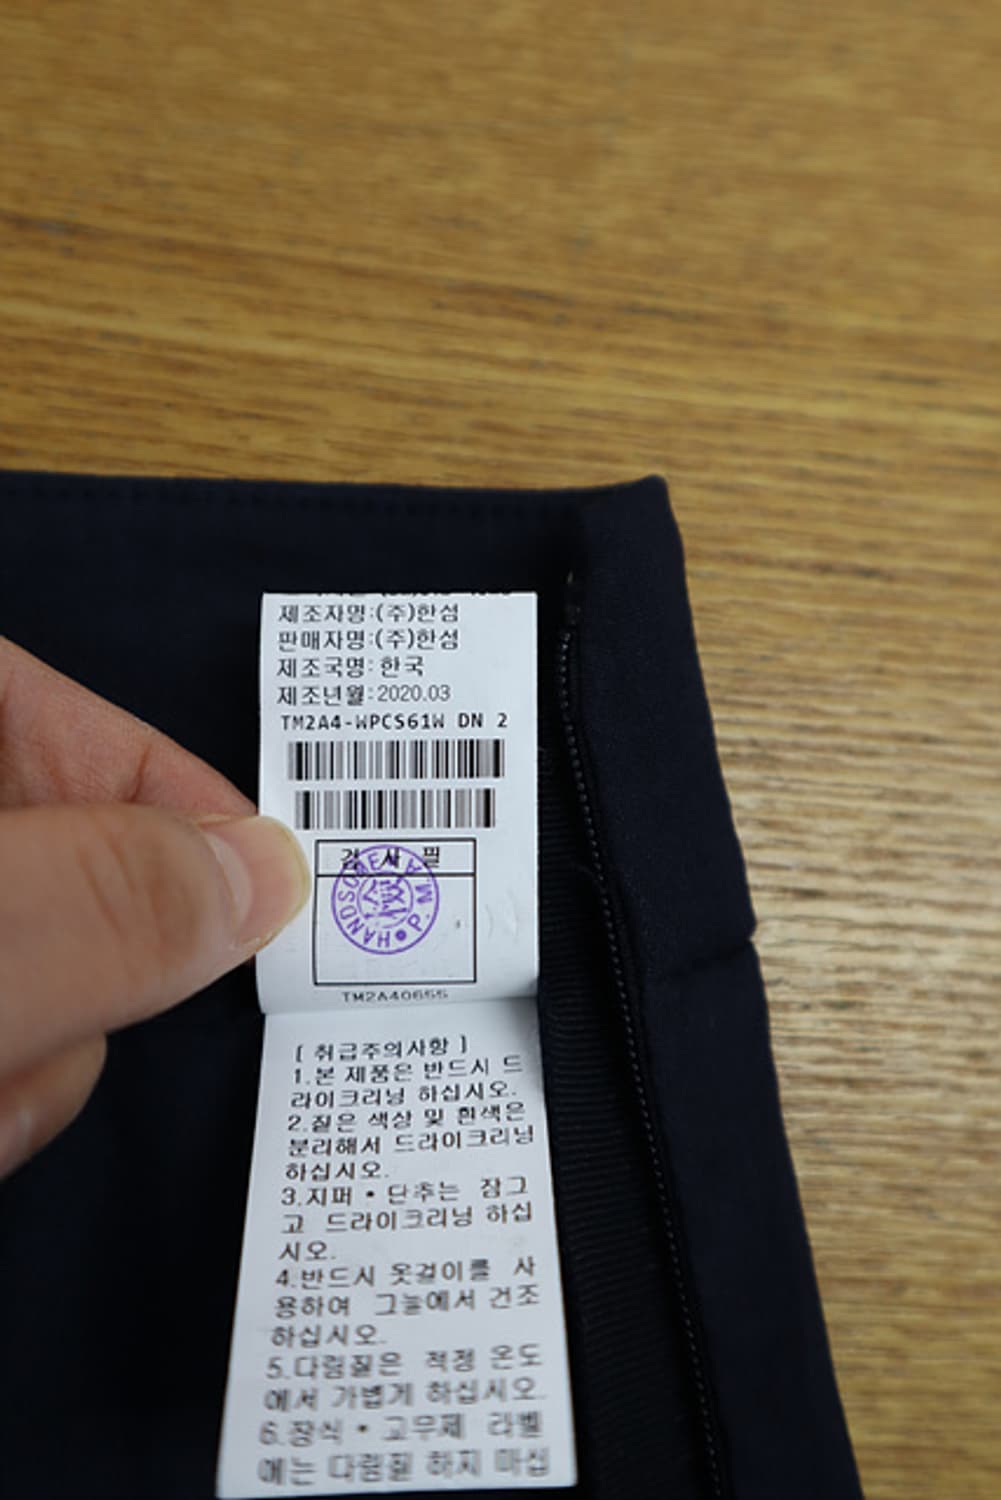 제조자명:(주)한섬
판매자명:(주)한섬
제조국명:한국
제조년월:2020.03
TM2A4-WPCS61W DN 2
검사필
HANDSOME P.M.
TM2A40655
[ 취급주의사항 ]
1.본 제품은 반드시 드
라이크리닝 하십시오.
2.짙은 색상 및 흰색은
분리해서 드라이크리닝
하십시오.
3.지퍼•단추는 잠그
고 드라이크리닝 하십
시오.
4.반드시 옷걸이를 사
용하여 그늘에서 건조
하십시오.
5.다림질은 적정 온도
에서 가볍게 하십시오.
6.장식•고무제 라벨
에는 다림질 하지 마십